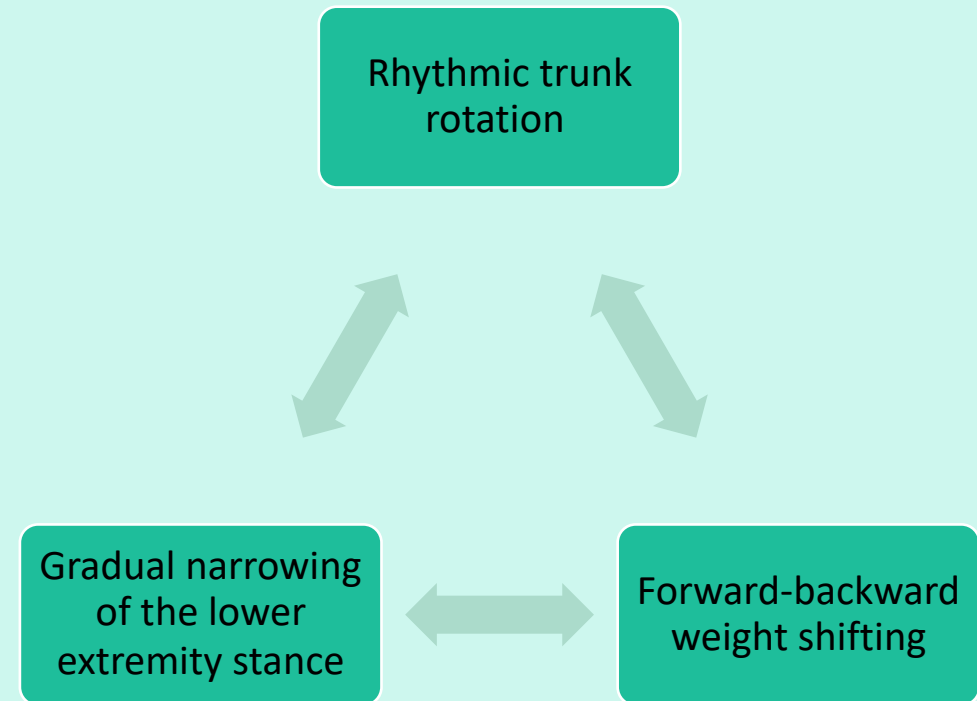 Rhythmic trunk
rotation
Gradual narrowing
of the lower
extremity stance
Forward-backward
weight shifting